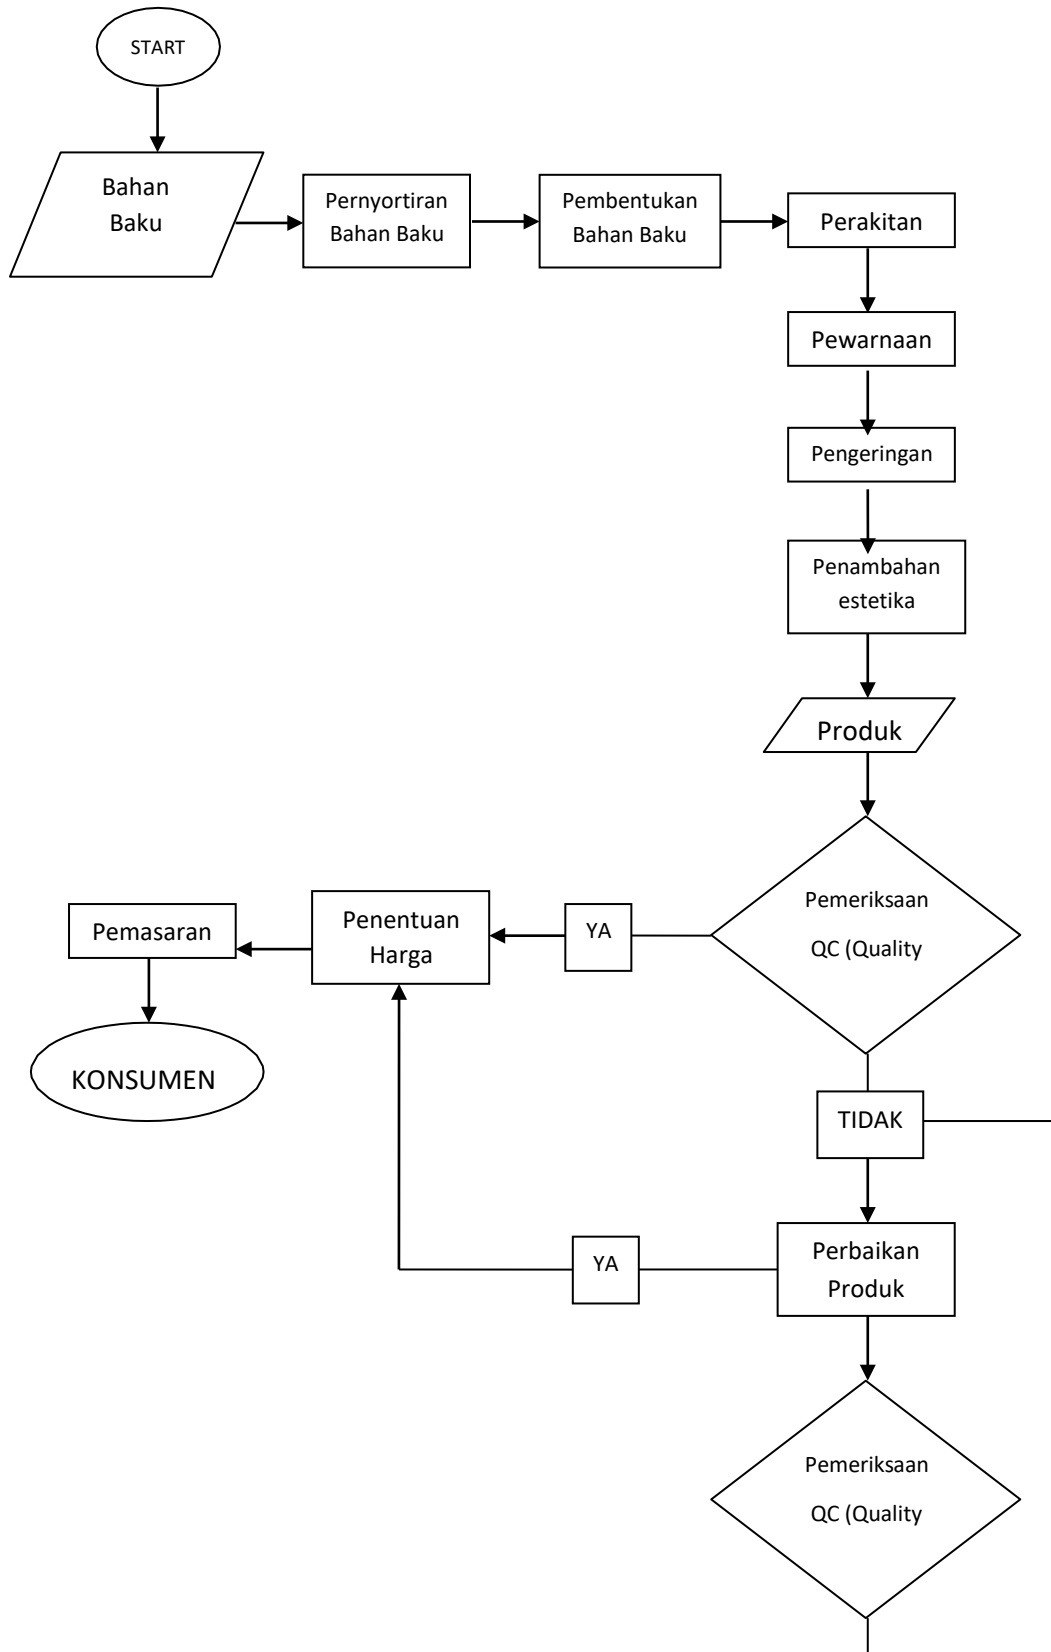 START
Bahan
Baku
Pernyortiran
Bahan Baku
Pembentukan
Bahan Baku
Perakitan
Pewarnaan
Pengeringan
Penambahan
estetika
Produk
Pemeriksaan
QC (Quality
YA
Penentuan
Harga
Pemasaran
KONSUMEN
TIDAK
Perbaikan
Produk
YA
Pemeriksaan
QC (Quality